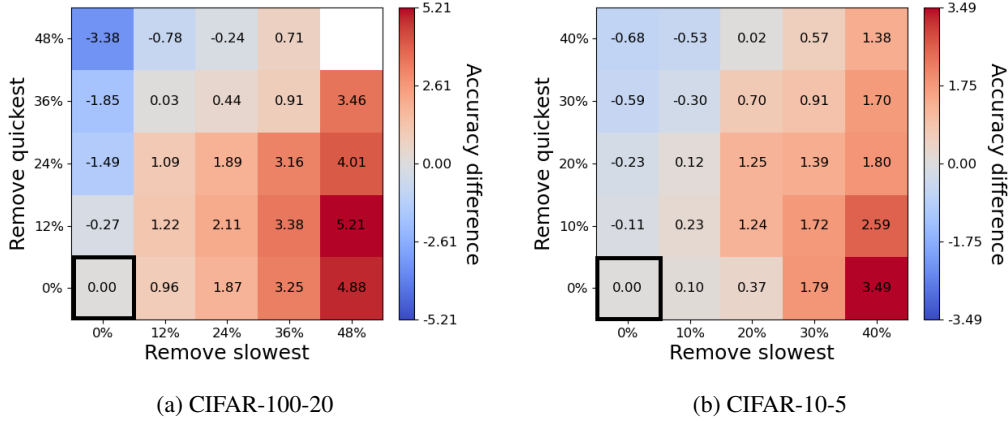 48% -3.38 -0.78 -0.24 0.71
36% -1.85 0.03 0.44 0.91 3.46
24% -1.49 1.09 1.89 3.16 4.01
12% -0.27 1.22 2.11 3.38 5.21
0% 0.00 0.96 1.87 3.25 4.88
0% 12% 24% 36% 48%
Remove slowest
Remove quickest
5.21
2.61
0.00
-2.61
-5.21
Accuracy difference
(a) CIFAR-100-20
40% -0.68 -0.53 0.02 0.57 1.38
30% -0.59 -0.30 0.70 0.91 1.70
20% -0.23 0.12 1.25 1.39 1.80
10% -0.11 0.23 1.24 1.72 2.59
0% 0.00 0.10 0.37 1.79 3.49
0% 10% 20% 30% 40%
Remove slowest
Remove quickest
3.49
1.75
0.00
-1.75
-3.49
Accuracy difference
(b) CIFAR-10-5